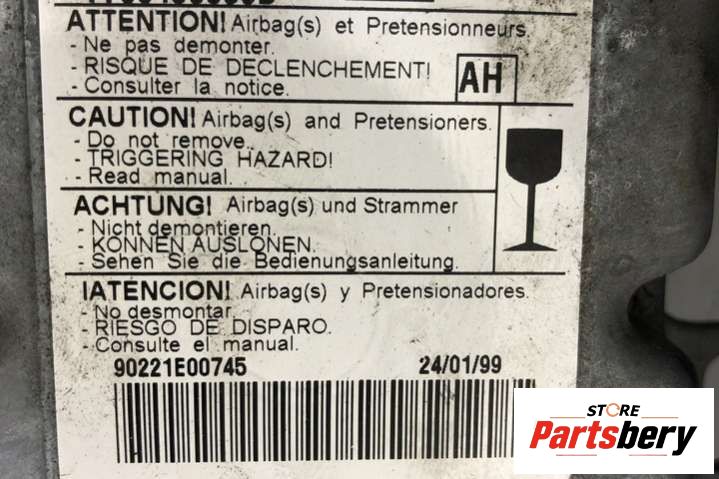 ATTENTION! Airbag(s) et Pretensionneurs.
- Ne pas demonter.
- RISQUE DE DECLENCHEMENT!
- Consulter la notice.
AH
CAUTION! Airbag(s) and Pretensioners.
- Do not remove.
- TRIGGERING HAZARD!
- Read manual.
ACHTUNG! Airbag(s) und Strammer
- Nicht demontieren.
- KONNEN AUSLONEN.
- Sehen Sie die Bedienungsanleitung.
IATENCION! Airbag(s) y Pretensionadores.
- No desmontar.
- RIESGO DE DISPARO.
- Consulte el manual.
90221E00745 24/01/99
STORE
Partsbery